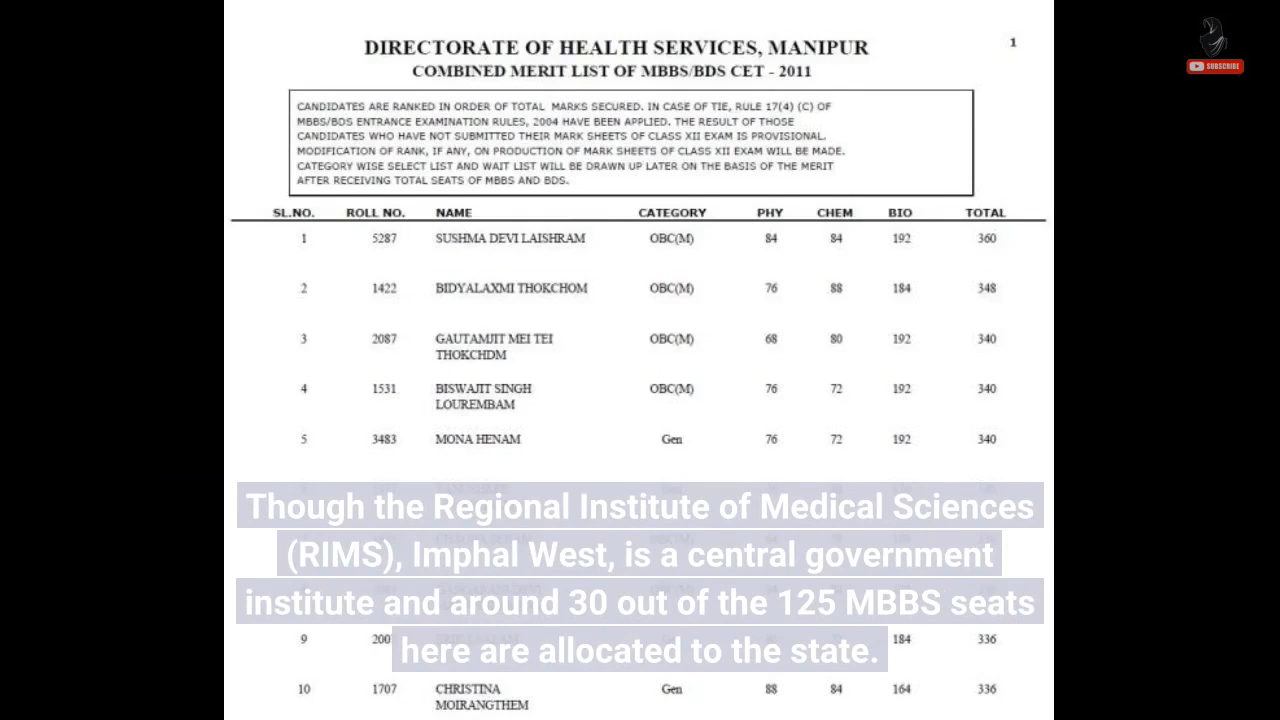 1
DIRECTORATE OF HEALTH SERVICES, MANIPUR
COMBINED MERIT LIST OF MBBS/BDS CET - 2011
SUBSCRIBE
CANDIDATES ARE RANKED IN ORDER OF TOTAL MARKS SECURED. IN CASE OF TIE, RULE 17(4) (C) OF
MBBS/BDS ENTRANCE EXAMINATION RULES, 2004 HAVE BEEN APPLIED. THE RESULT OF THOSE
CANDIDATES WHO HAVE NOT SUBMITTED THEIR MARK SHEETS OF CLASS XII EXAM IS PROVISIONAL.
MODIFICATION OF RANK, IF ANY, ON PRODUCTION OF MARK SHEETS OF CLASS XII EXAM WILL BE MADE.
CATEGORY WISE SELECT LIST AND WAIT LIST WILL BE DRAWN UP LATER ON THE BASIS OF THE MERIT
AFTER RECEIVING TOTAL SEATS OF MBBS AND BDS.
SL.NO. ROLL NO. NAME CATEGORY PHY CHEM BIO TOTAL
1 5287 SUSHMA DEVI LAISHRAM OBC(M) 84 84 192 360
2 1422 BIDYALAXMI THOKCHOM OBC(M) 76 88 184 348
3 2087 GAUTAMJIT MEI TEI OBC(M) 68 80 192 340
THOKCHDM
4 1531 BISWAJIT SINGH OBC(M) 76 72 192 340
LOUREMBAM
5 3483 MONA HENAM Gen 76 72 192 340
Though the Regional Institute of Medical Sciences
(RIMS), Imphal West, is a central government
institute and around 30 out of the 125 MBBS seats
here are allocated to the state.
9 184 336
10 1707 CHRISTINA Gen 88 84 164 336
MOIRANGTHEM